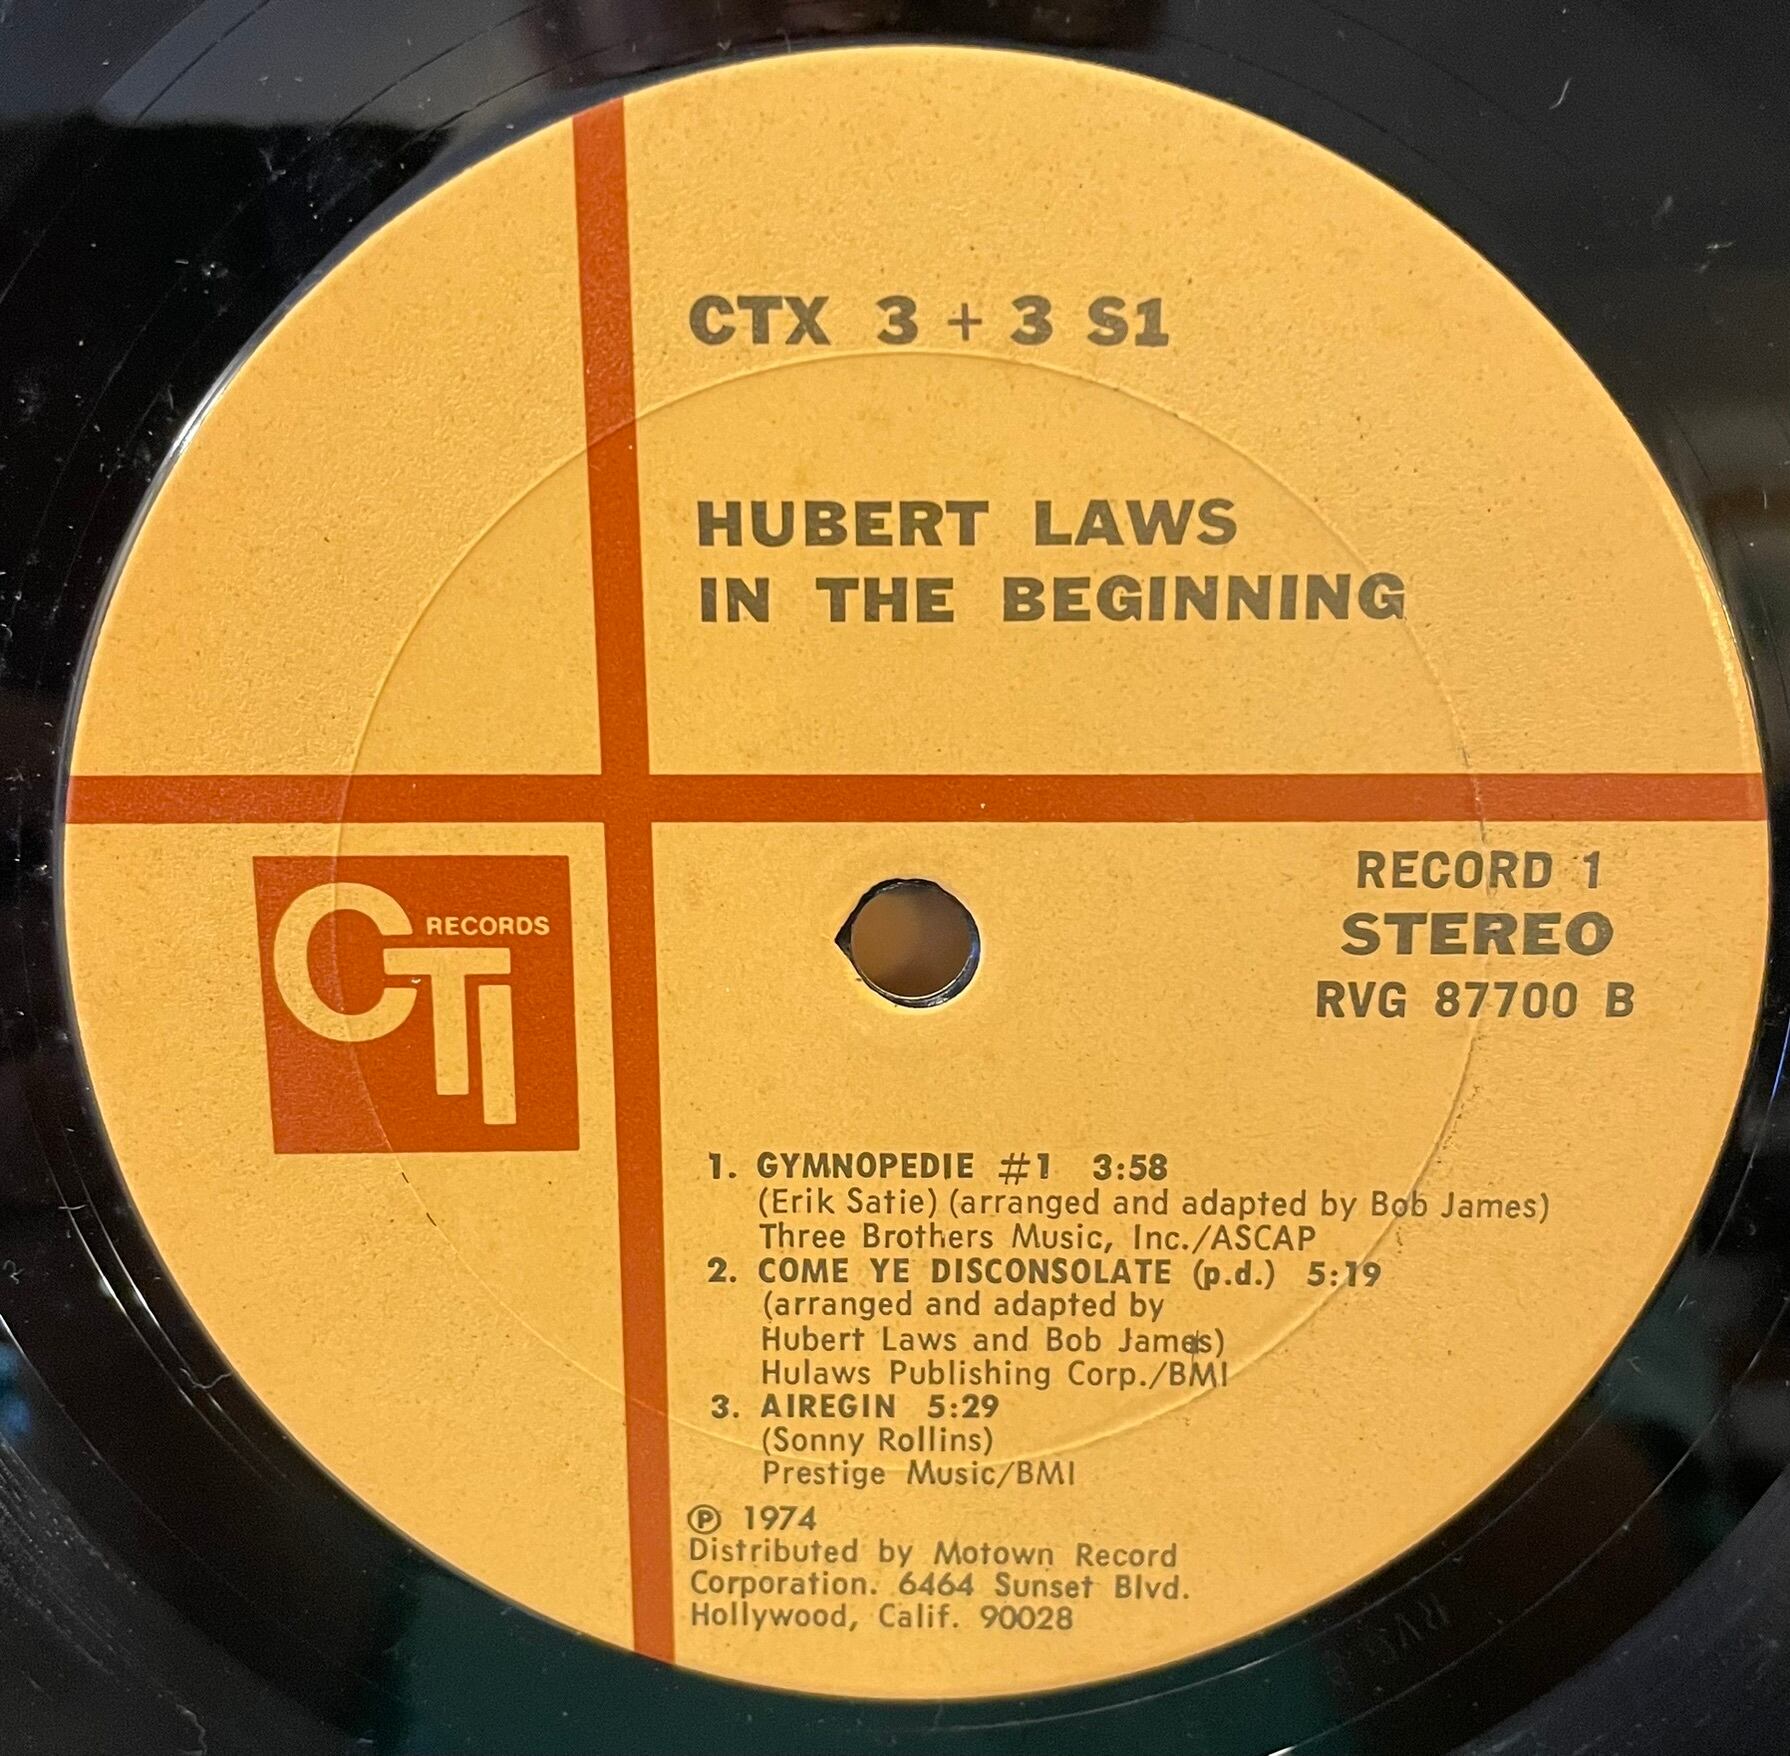 CTX 3 + 3 S1
HUBERT LAWS
IN THE BEGINNING
CTI RECORDS
RECORD 1
STEREO
RVG 87700 B
1. GYMNOPEDIE #1 3:58
(Erik Satie) (arranged and adapted by Bob James)
Three Brothers Music, Inc./ASCAP
2. COME YE DISCONSOLATE (p.d.) 5:19
(arranged and adapted by
Hubert Laws and Bob James)
Hulaws Publishing Corp./BMI
3. AIREGIN 5:29
(Sonny Rollins)
Prestige Music/BMI
℗ 1974
Distributed by Motown Record
Corporation. 6464 Sunset Blvd.
Hollywood, Calif. 90028